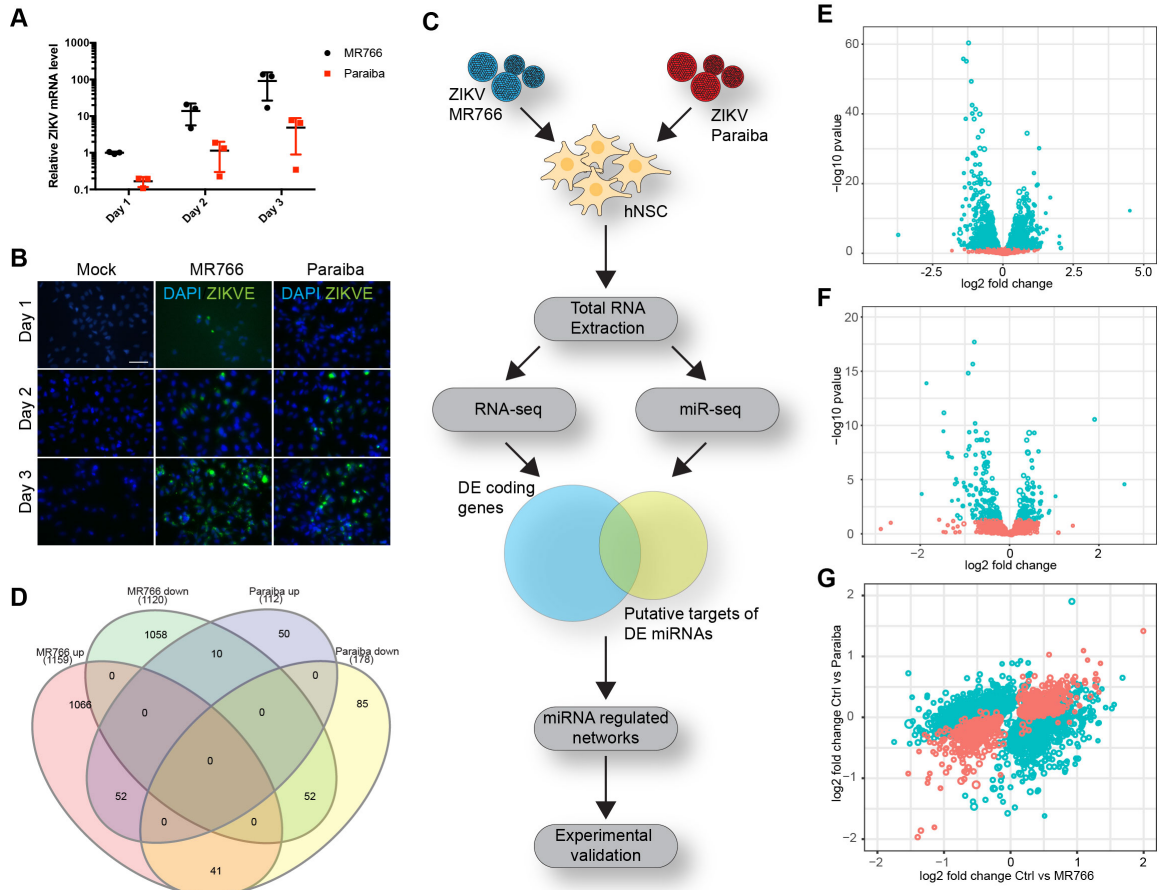 A
Relative ZIKV mRNA level
1000
100
10
1
0.1
Day 1
Day 2
Day 3
MR766
Paraiba
B
Mock
MR766
Paraiba
DAPI ZIKVE
DAPI ZIKVE
Day 1
Day 2
Day 3
C
ZIKV
MR766
ZIKV
Paraiba
hNSC
Total RNA
Extraction
RNA-seq
miR-seq
DE coding
genes
Putative targets of
DE miRNAs
miRNA regulated
networks
Experimental
validation
D
MR766 down
(1120)
Paraiba up
(112)
MR766 up
(1159)
Paraiba down
(178)
1058
50
10
0
0
1066
85
0
0
0
52
52
0
0
41
E
−log10 pvalue
60
40
20
0
-2.5
0
2.5
5.0
log2 fold change
F
−log10 pvalue
20
15
10
5
0
−2
0
2
log2 fold change
G
log2 fold change Ctrl vs Paraiba
2
1
0
−1
−2
−2
−1
0
1
2
log2 fold change Ctrl vs MR766